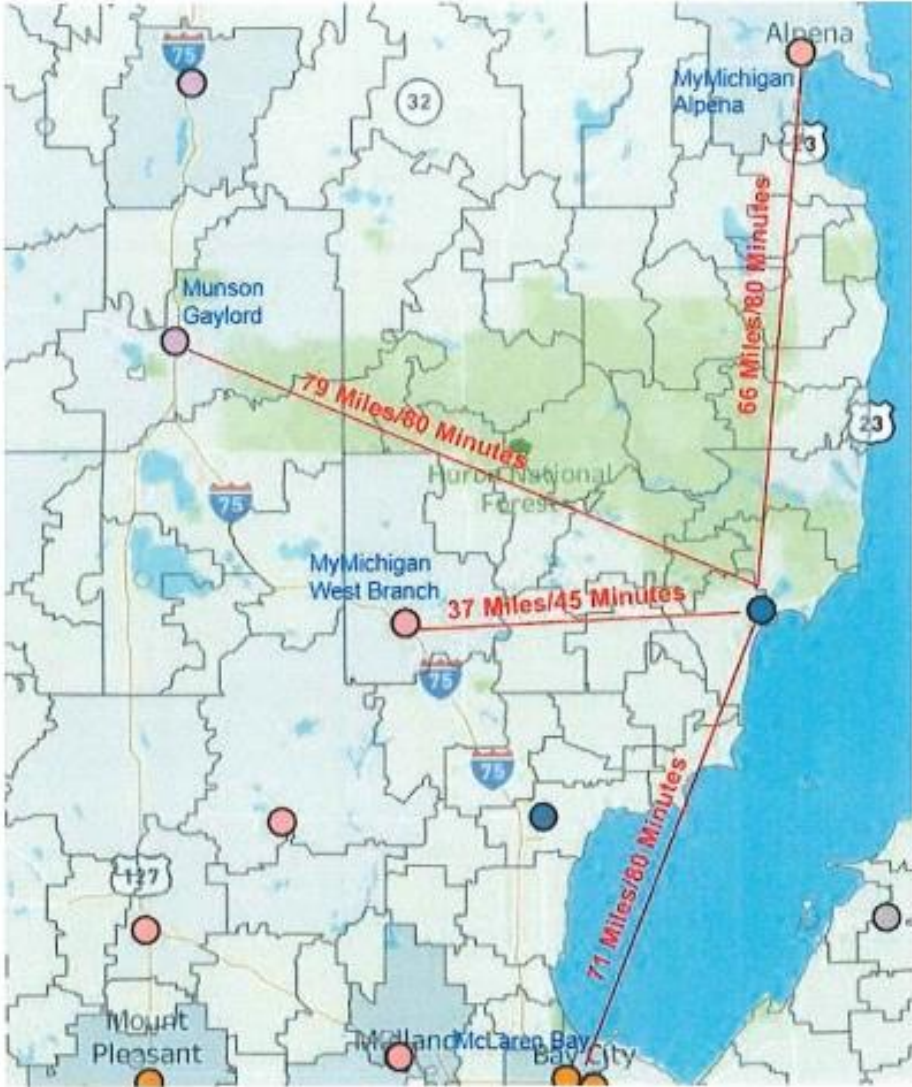 Alpena
75
MyMichigan
Alpena
32
23
66 Miles/80 Minutes
Munson
Gaylord
79 Miles/80 Minutes
23
Huron National
Forest
75
MyMichigan
West Branch
37 Miles/45 Minutes
75
75
71 Miles/80 Minutes
127
Mount
Pleasant
Midland
McLaren Bay
Bay City